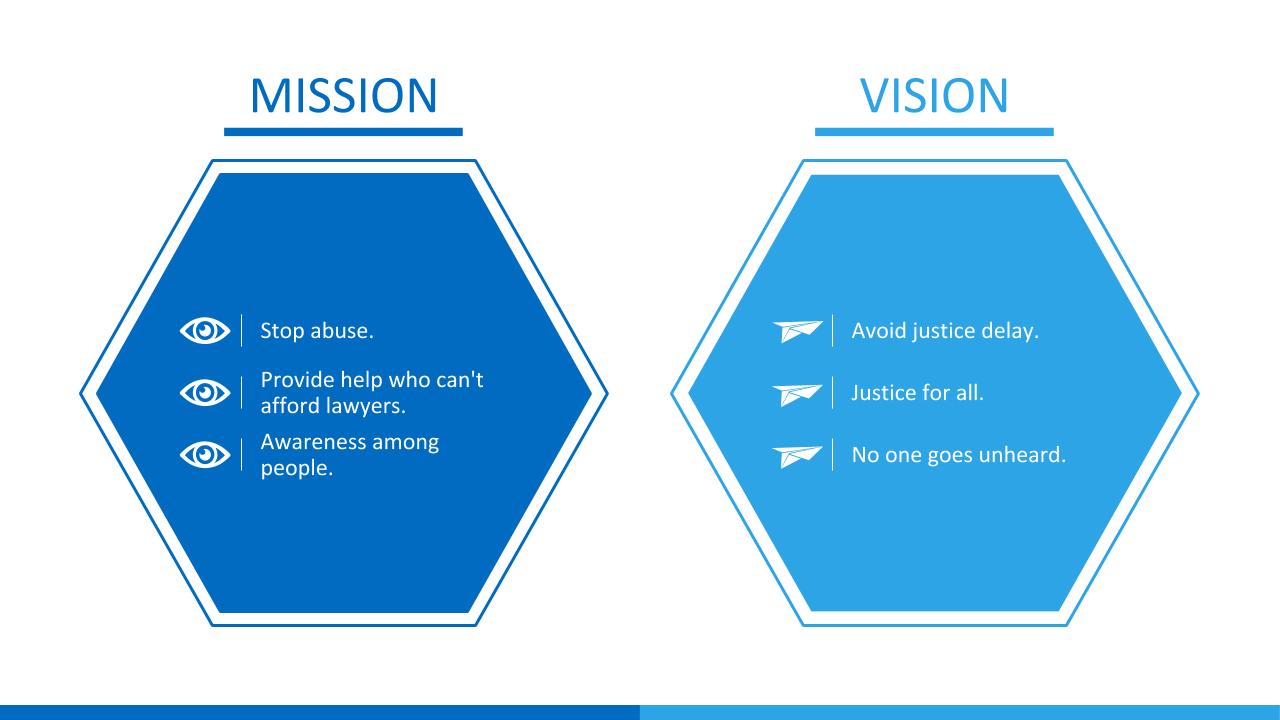 MISSION
Stop abuse.
Provide help who can't
afford lawyers.
Awareness among
people.
VISION
Avoid justice delay.
Justice for all.
No one goes unheard.